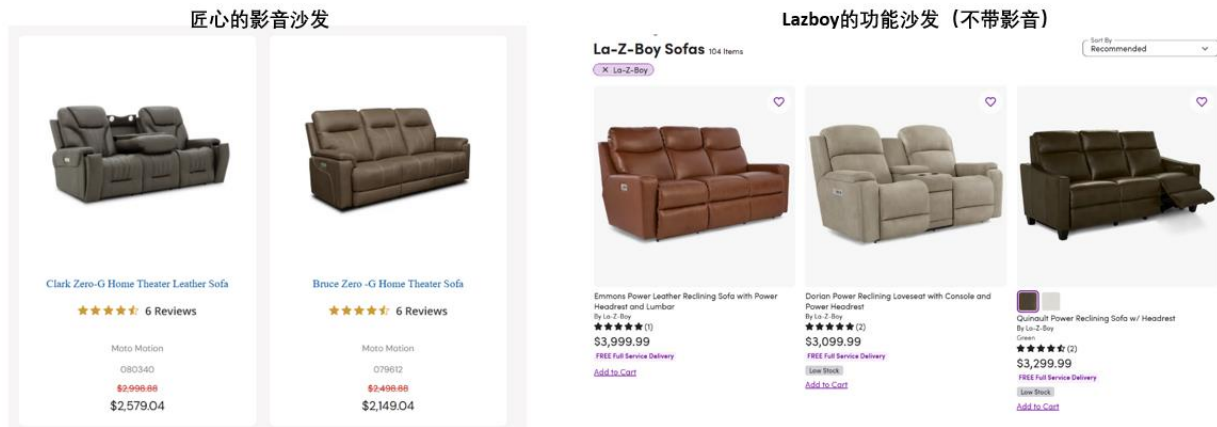 匠心的影音沙发
Clark Zero-G Home Theater Leather Sofa
6 Reviews
Moto Motion
080340
$2,998.88
$2,579.04
Bruce Zero -G Home Theater Sofa
6 Reviews
Moto Motion
079612
$2,498.88
$2,149.04
Lazboy的功能沙发（不带影音）
La-Z-Boy Sofas 104 Items
Sort By
Recommended
× La-Z-Boy
Emmons Power Leather Reclining Sofa with Power
Headrest and Lumbar
By La-Z-Boy
(1)
$3,999.99
FREE Full Service Delivery
Add to Cart
Dorian Power Reclining Loveseat with Console and
Power Headrest
By La-Z-Boy
(2)
$3,099.99
FREE Full Service Delivery
Low Stock
Add to Cart
Quinault Power Reclining Sofa w/ Headrest
By La-Z-Boy
Green
(2)
$3,299.99
FREE Full Service Delivery
Low Stock
Add to Cart